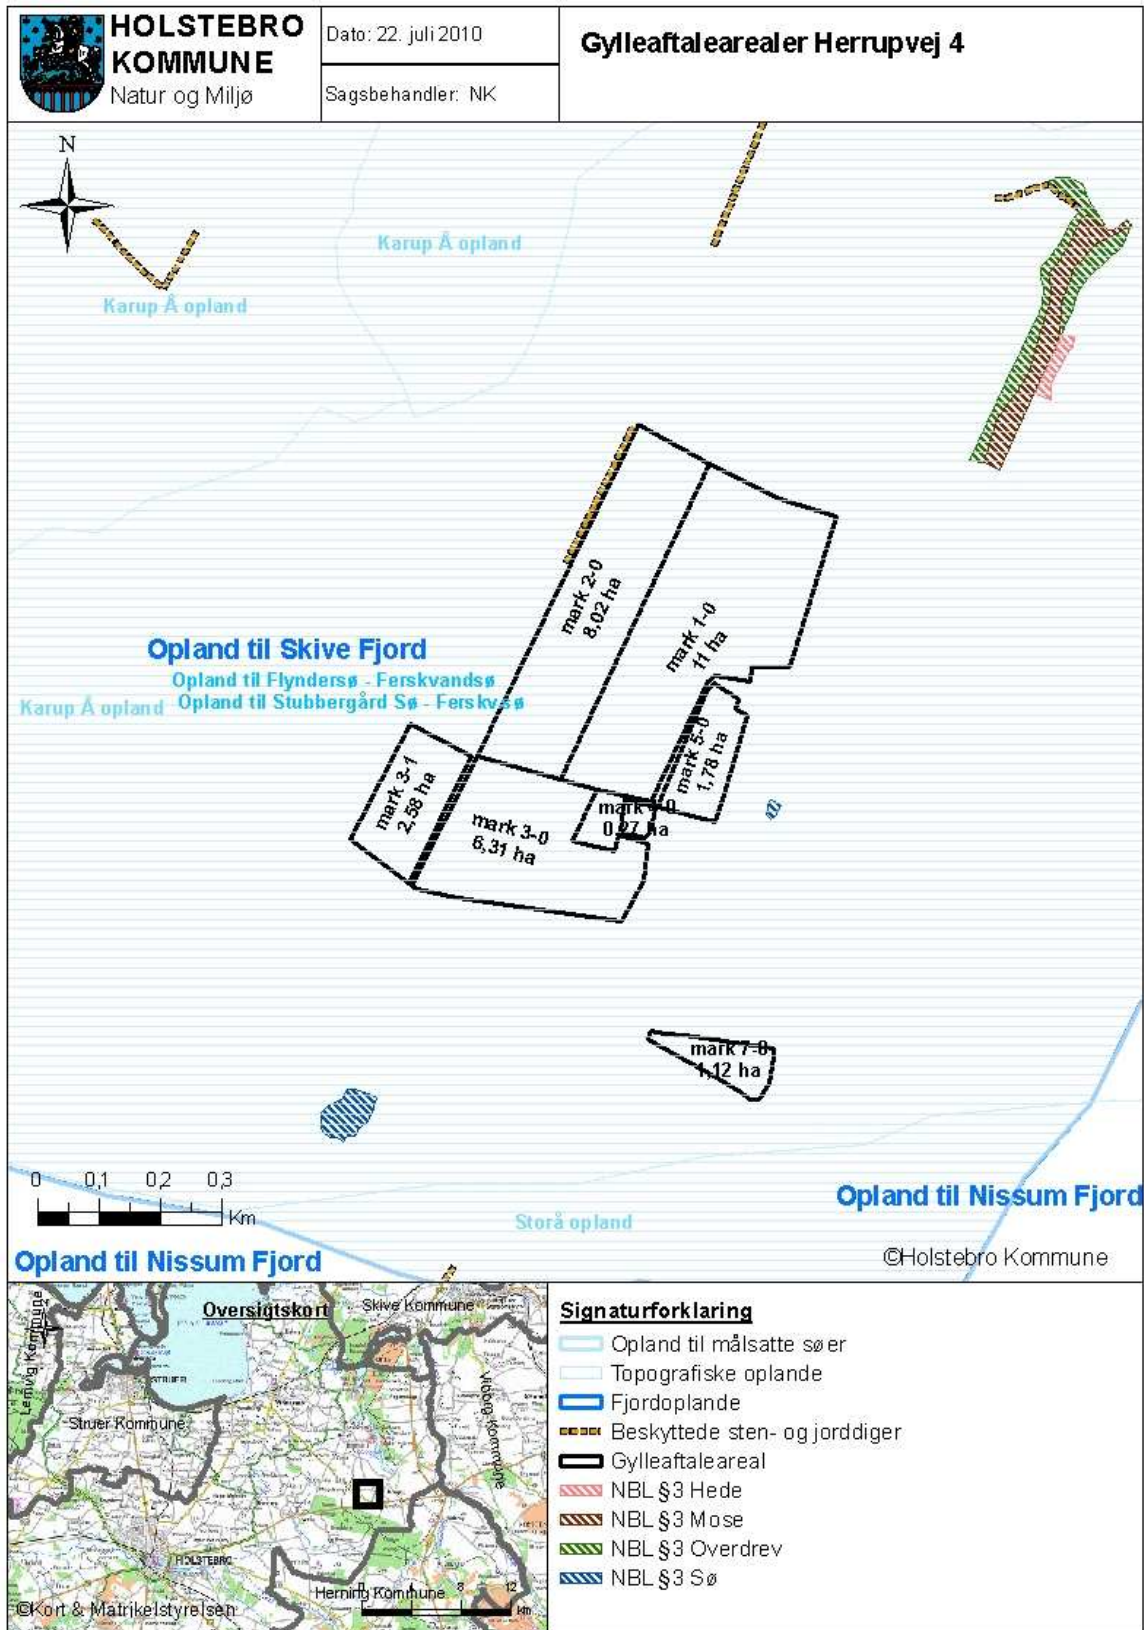 HOLSTEBRO
KOMMUNE
Natur og Miljø
Dato: 22. juli 2010
Sagsbehandler: NK
Gylleaftalearealer Herrupvej 4
N
Karup Å opland
Karup Å opland
mark 2-0
8,02 ha
mark 1-0
11 ha
Opland til Skive Fjord
Opland til Flyndersø - Ferskvandsø
Karup Å opland
Opland til Stubbergård Sø - Ferskvsø
mark 5-0
1,78 ha
mark 3-1
2,58 ha
mark 3-0
6,31 ha
0,27 ha
mark 7-0
1,12 ha
0 0,1 0,2 0,3
Km
Opland til Nissum Fjord
Storå opland
Opland til Nissum Fjord
©Holstebro Kommune
Oversigtskort
Skive Kommune
Lemvig Kommune
Struer Kommune
Viborg Kommune
HOLSTEBRO
Herning Kommune
12
km
©Kort & Matrikelstyrelsen
Signaturforklaring
Opland til målsatte søer
Topografiske oplande
Fjordoplande
Beskyttede sten- og jorddiger
Gylleaftaleareal
NBL §3 Hede
NBL §3 Mose
NBL §3 Overdrev
NBL §3 Sø